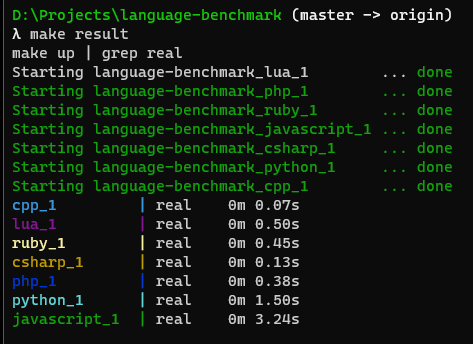 D:\Projects\language-benchmark (master -> origin)
λ make result
make up | grep real
Starting language-benchmark_lua_1 ... done
Starting language-benchmark_php_1 ... done
Starting language-benchmark_ruby_1 ... done
Starting language-benchmark_javascript_1 ... done
Starting language-benchmark_csharp_1 ... done
Starting language-benchmark_python_1 ... done
Starting language-benchmark_cpp_1 ... done
cpp_1 | real 0m 0.07s
lua_1 | real 0m 0.50s
ruby_1 | real 0m 0.45s
csharp_1 | real 0m 0.13s
php_1 | real 0m 0.38s
python_1 | real 0m 1.50s
javascript_1 | real 0m 3.24s